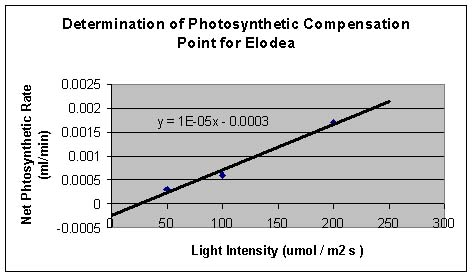 Determination of Photosynthetic Compensation
Point for Elodea
Net Phtosynthetic Rate
(ml/min)
0.0025
0.002
0.0015
0.001
0.0005
0
-0.0005
y = 1E-05x - 0.0003
0 50 100 150 200 250 300
Light Intensity (umol / m2 s )